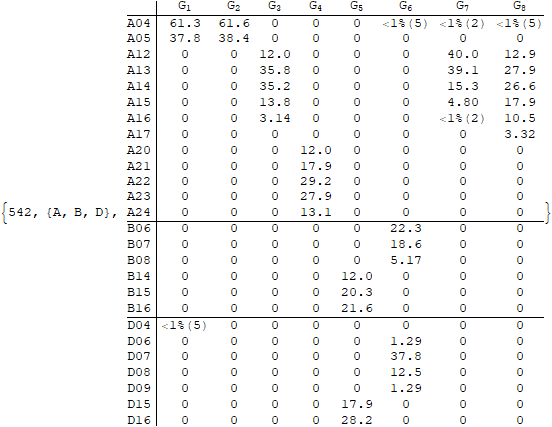 G1 G2 G3 G4 G5 G6 G7 G8
A04 61.3 61.6 0 0 0 <1%(5) <1%(2) <1%(5)
A05 37.8 38.4 0 0 0 0 0 0
A12 0 0 12.0 0 0 0 40.0 12.9
A13 0 0 35.8 0 0 0 39.1 27.9
A14 0 0 35.2 0 0 0 15.3 26.6
A15 0 0 13.8 0 0 0 4.80 17.9
A16 0 0 3.14 0 0 0 <1%(2) 10.5
A17 0 0 0 0 0 0 0 3.32
A20 0 0 0 12.0 0 0 0 0
A21 0 0 0 17.9 0 0 0 0
A22 0 0 0 29.2 0 0 0 0
A23 0 0 0 27.9 0 0 0 0
{542, {A, B, D}, A24 0 0 0 13.1 0 0 0 0 }
B06 0 0 0 0 0 22.3 0 0
B07 0 0 0 0 0 18.6 0 0
B08 0 0 0 0 0 5.17 0 0
B14 0 0 0 0 12.0 0 0 0
B15 0 0 0 0 20.3 0 0 0
B16 0 0 0 0 21.6 0 0 0
D04 <1%(5) 0 0 0 0 0 0 0
D06 0 0 0 0 0 1.29 0 0
D07 0 0 0 0 0 37.8 0 0
D08 0 0 0 0 0 12.5 0 0
D09 0 0 0 0 0 1.29 0 0
D15 0 0 0 0 17.9 0 0 0
D16 0 0 0 0 28.2 0 0 0